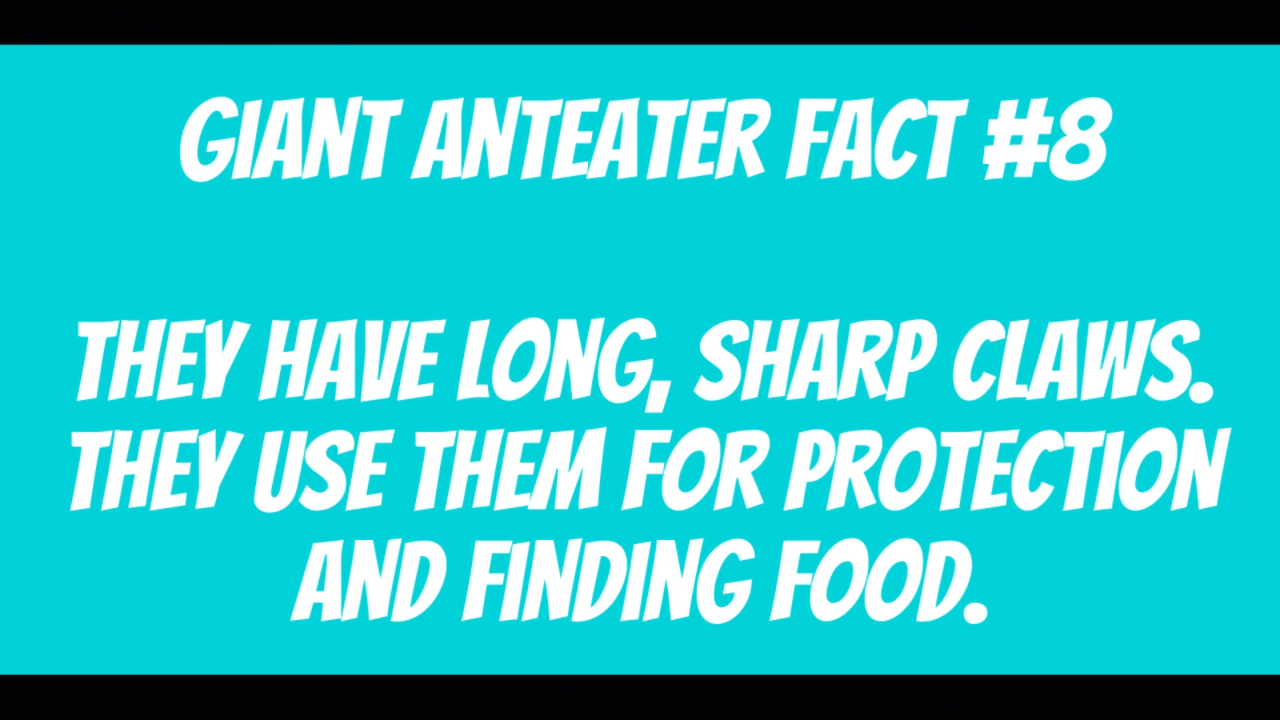 GIANT ANTEATER FACT #8
THEY HAVE LONG, SHARP CLAWS.
THEY USE THEM FOR PROTECTION
AND FINDING FOOD.